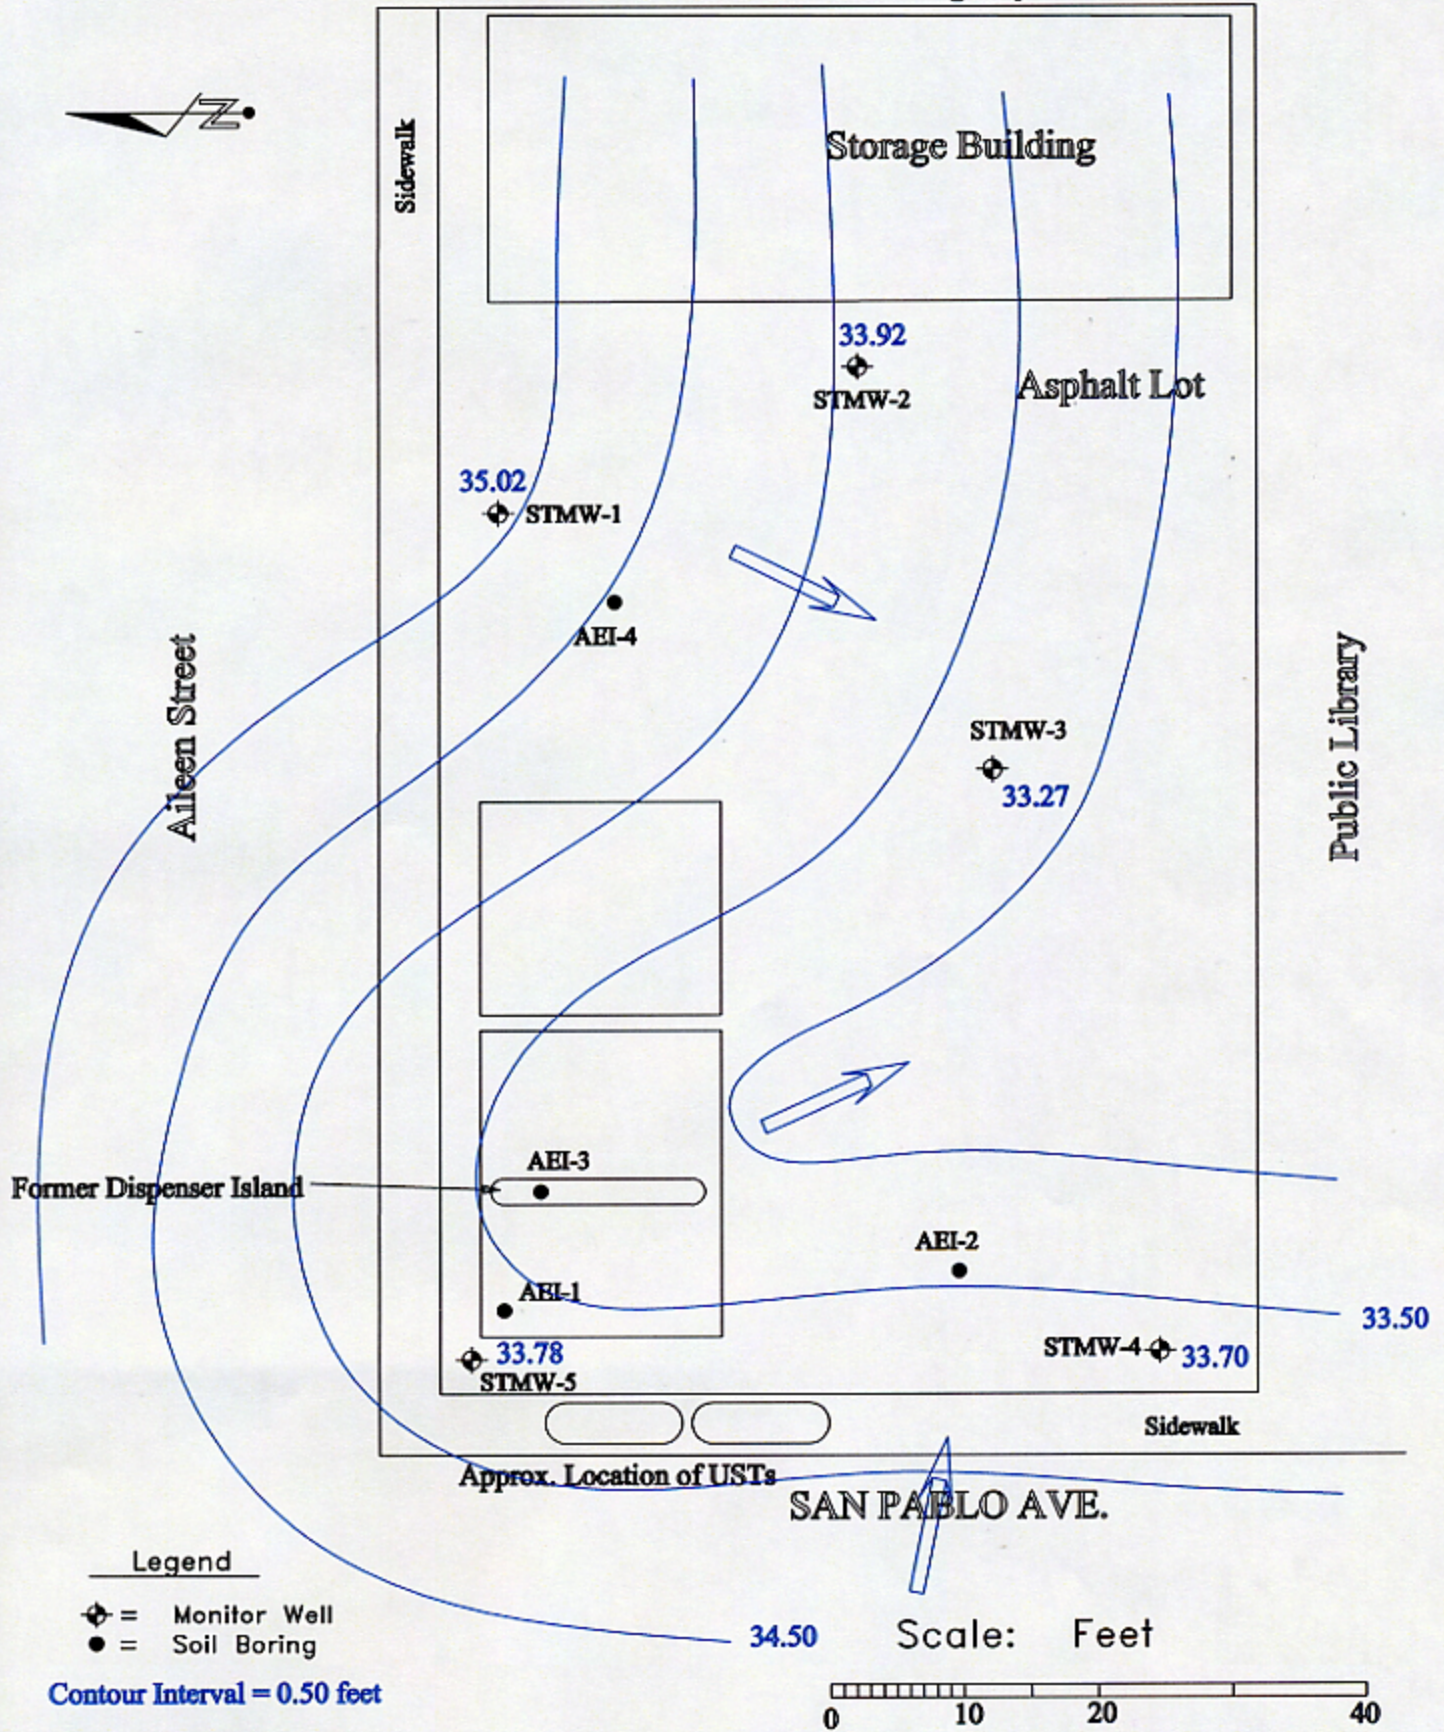 N
Sidewalk
Storage Building
33.92
STMW-2
Asphalt Lot
35.02
STMW-1
AEI-4
Aileen Street
STMW-3
33.27
Public Library
AEI-3
Former Dispenser Island
AEI-2
AEI-1
33.50
33.78
STMW-5
STMW-4
33.70
Sidewalk
Approx. Location of USTs
SAN PABLO AVE.
Legend
= Monitor Well
= Soil Boring
34.50
Scale: Feet
Contour Interval = 0.50 feet
0 10 20 40